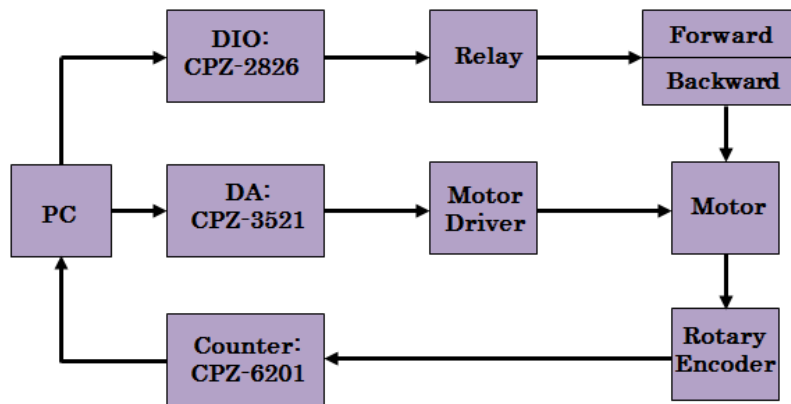 DIO:
CPZ-2826
Relay
Forward
Backward
PC
DA:
CPZ-3521
Motor
Driver
Motor
Counter:
CPZ-6201
Rotary
Encoder